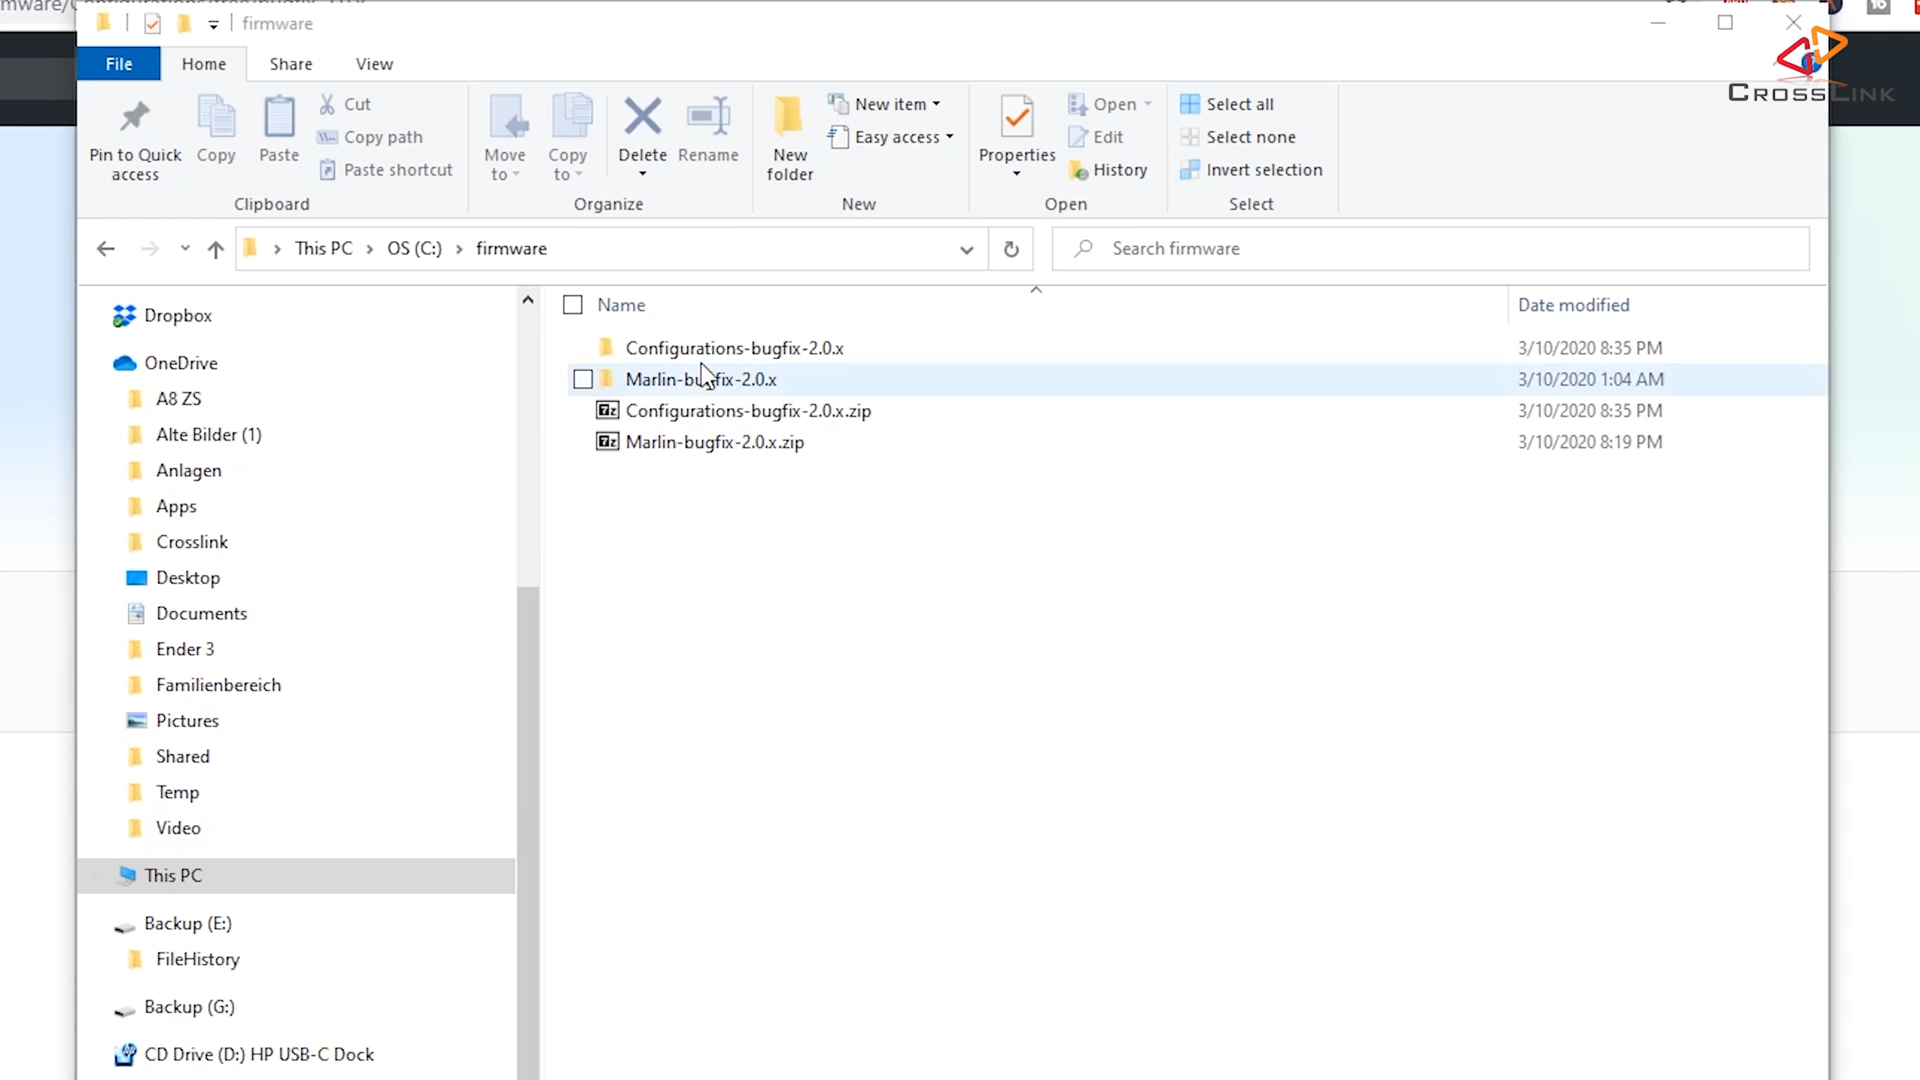 firmware
File Home Share View
Pin to Quick access
Copy
Paste
Cut
Copy path
Paste shortcut
Clipboard
Move to
Copy to
Delete
Rename
Organize
New folder
New item
Easy access
New
Properties
Open
Edit
History
Open
Select all
Select none
Invert selection
Select
CROSSLINK
This PC > OS (C:) > firmware
Search firmware
Dropbox
OneDrive
A8 ZS
Alte Bilder (1)
Anlagen
Apps
Crosslink
Desktop
Documents
Ender 3
Familienbereich
Pictures
Shared
Temp
Video
This PC
Backup (E:)
FileHistory
Backup (G:)
CD Drive (D:) HP USB-C Dock
Name Date modified
Configurations-bugfix-2.0.x 3/10/2020 8:35 PM
Marlin-bugfix-2.0.x 3/10/2020 1:04 AM
7z Configurations-bugfix-2.0.x.zip 3/10/2020 8:35 PM
7z Marlin-bugfix-2.0.x.zip 3/10/2020 8:19 PM